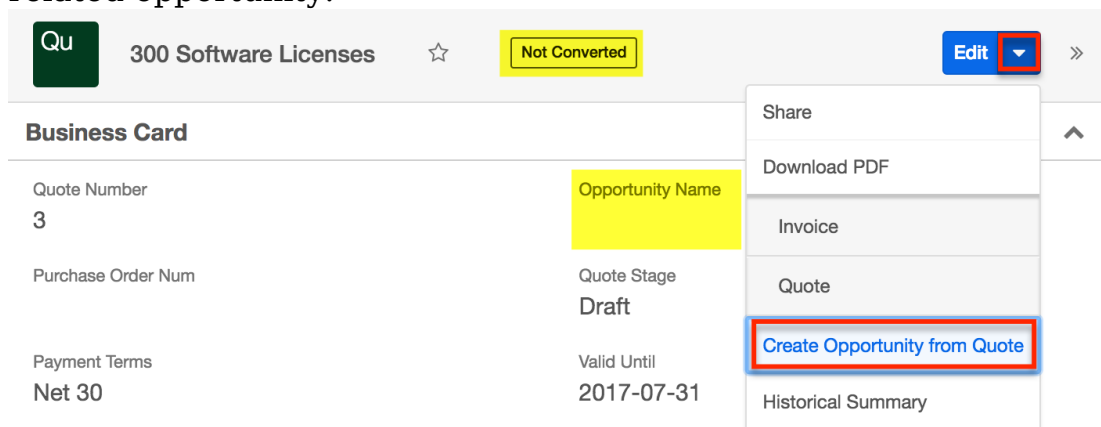 related opportunity.
Qu
300 Software Licenses
Not Converted
Edit
Business Card
Share
Download PDF
Invoice
Quote
Create Opportunity from Quote
Historical Summary
Quote Number
3
Opportunity Name
Purchase Order Num
Quote Stage
Draft
Payment Terms
Net 30
Valid Until
2017-07-31